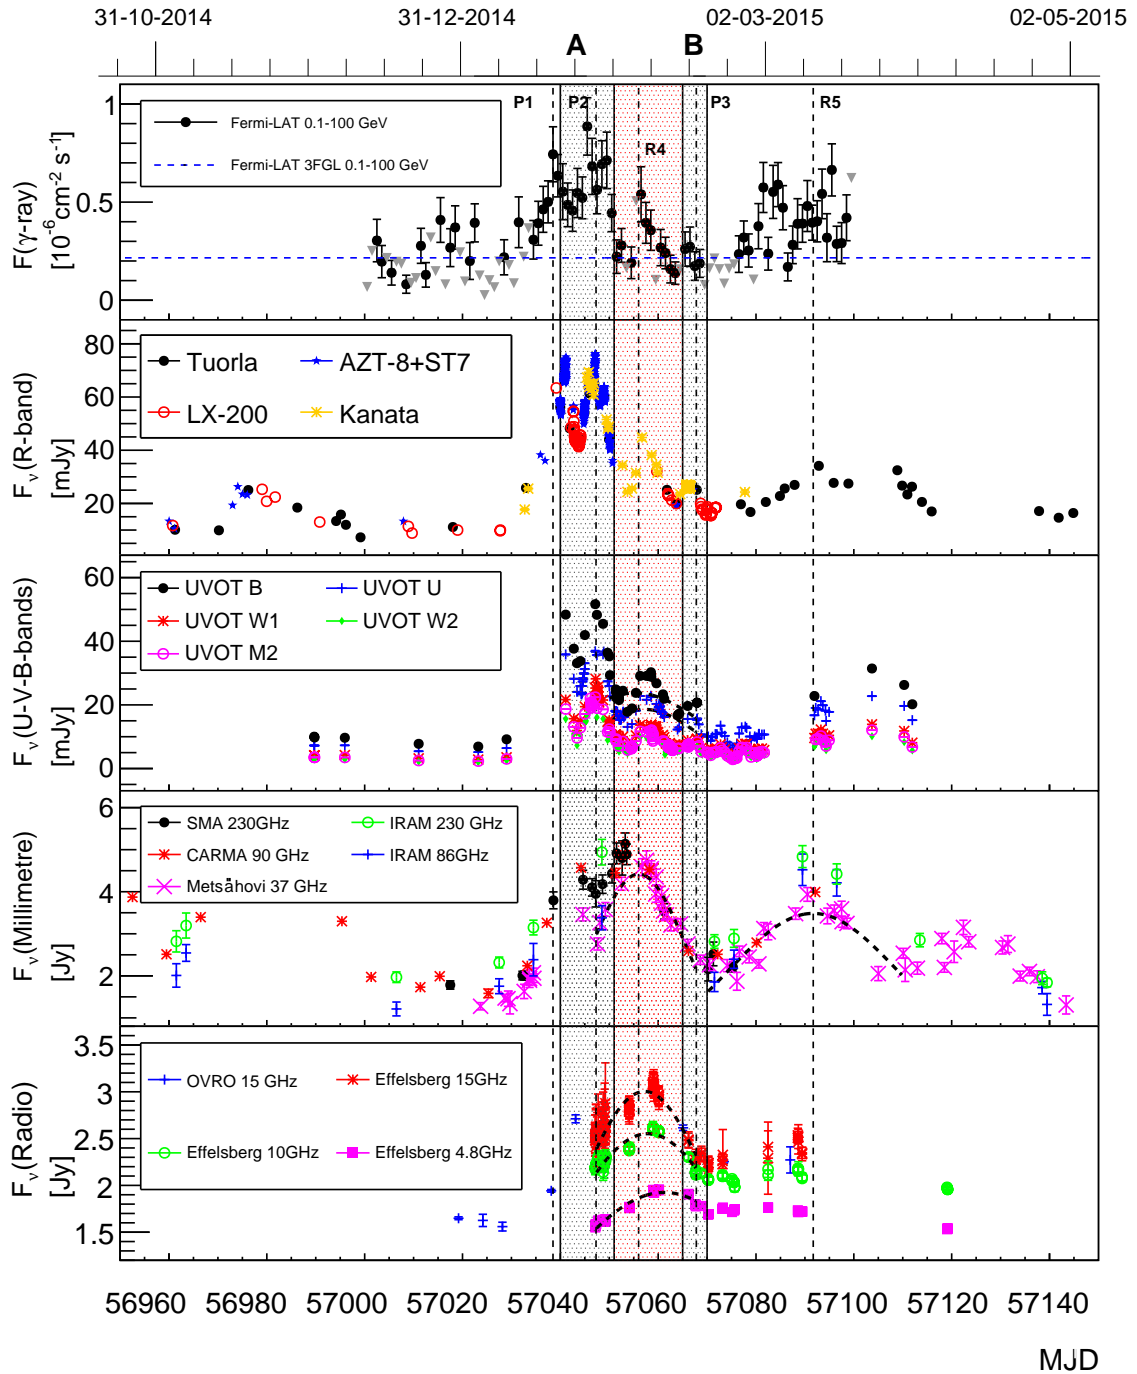 31-10-2014 31-12-2014 02-03-2015 02-05-2015
A B
P1 P2 P3 R5
R4
F(γ-ray)
[10⁻⁶cm⁻² s⁻¹]
1
0.5
0
Fermi-LAT 0.1-100 GeV
Fermi-LAT 3FGL 0.1-100 GeV
Fν(R-band)
[mJy]
80
60
40
20
Tuorla AZT-8+ST7
LX-200 Kanata
Fν(U-V-B-bands)
[mJy]
60
40
20
0
UVOT B UVOT U
UVOT W1 UVOT W2
UVOT M2
Fν(Millimetre)
[Jy]
6
4
2
SMA 230GHz IRAM 230 GHz
CARMA 90 GHz IRAM 86GHz
Metsåhovi 37 GHz
Fν(Radio)
[Jy]
3.5
3
2.5
2
1.5
OVRO 15 GHz Effelsberg 15GHz
Effelsberg 10GHz Effelsberg 4.8GHz
56960 56980 57000 57020 57040 57060 57080 57100 57120 57140
MJD